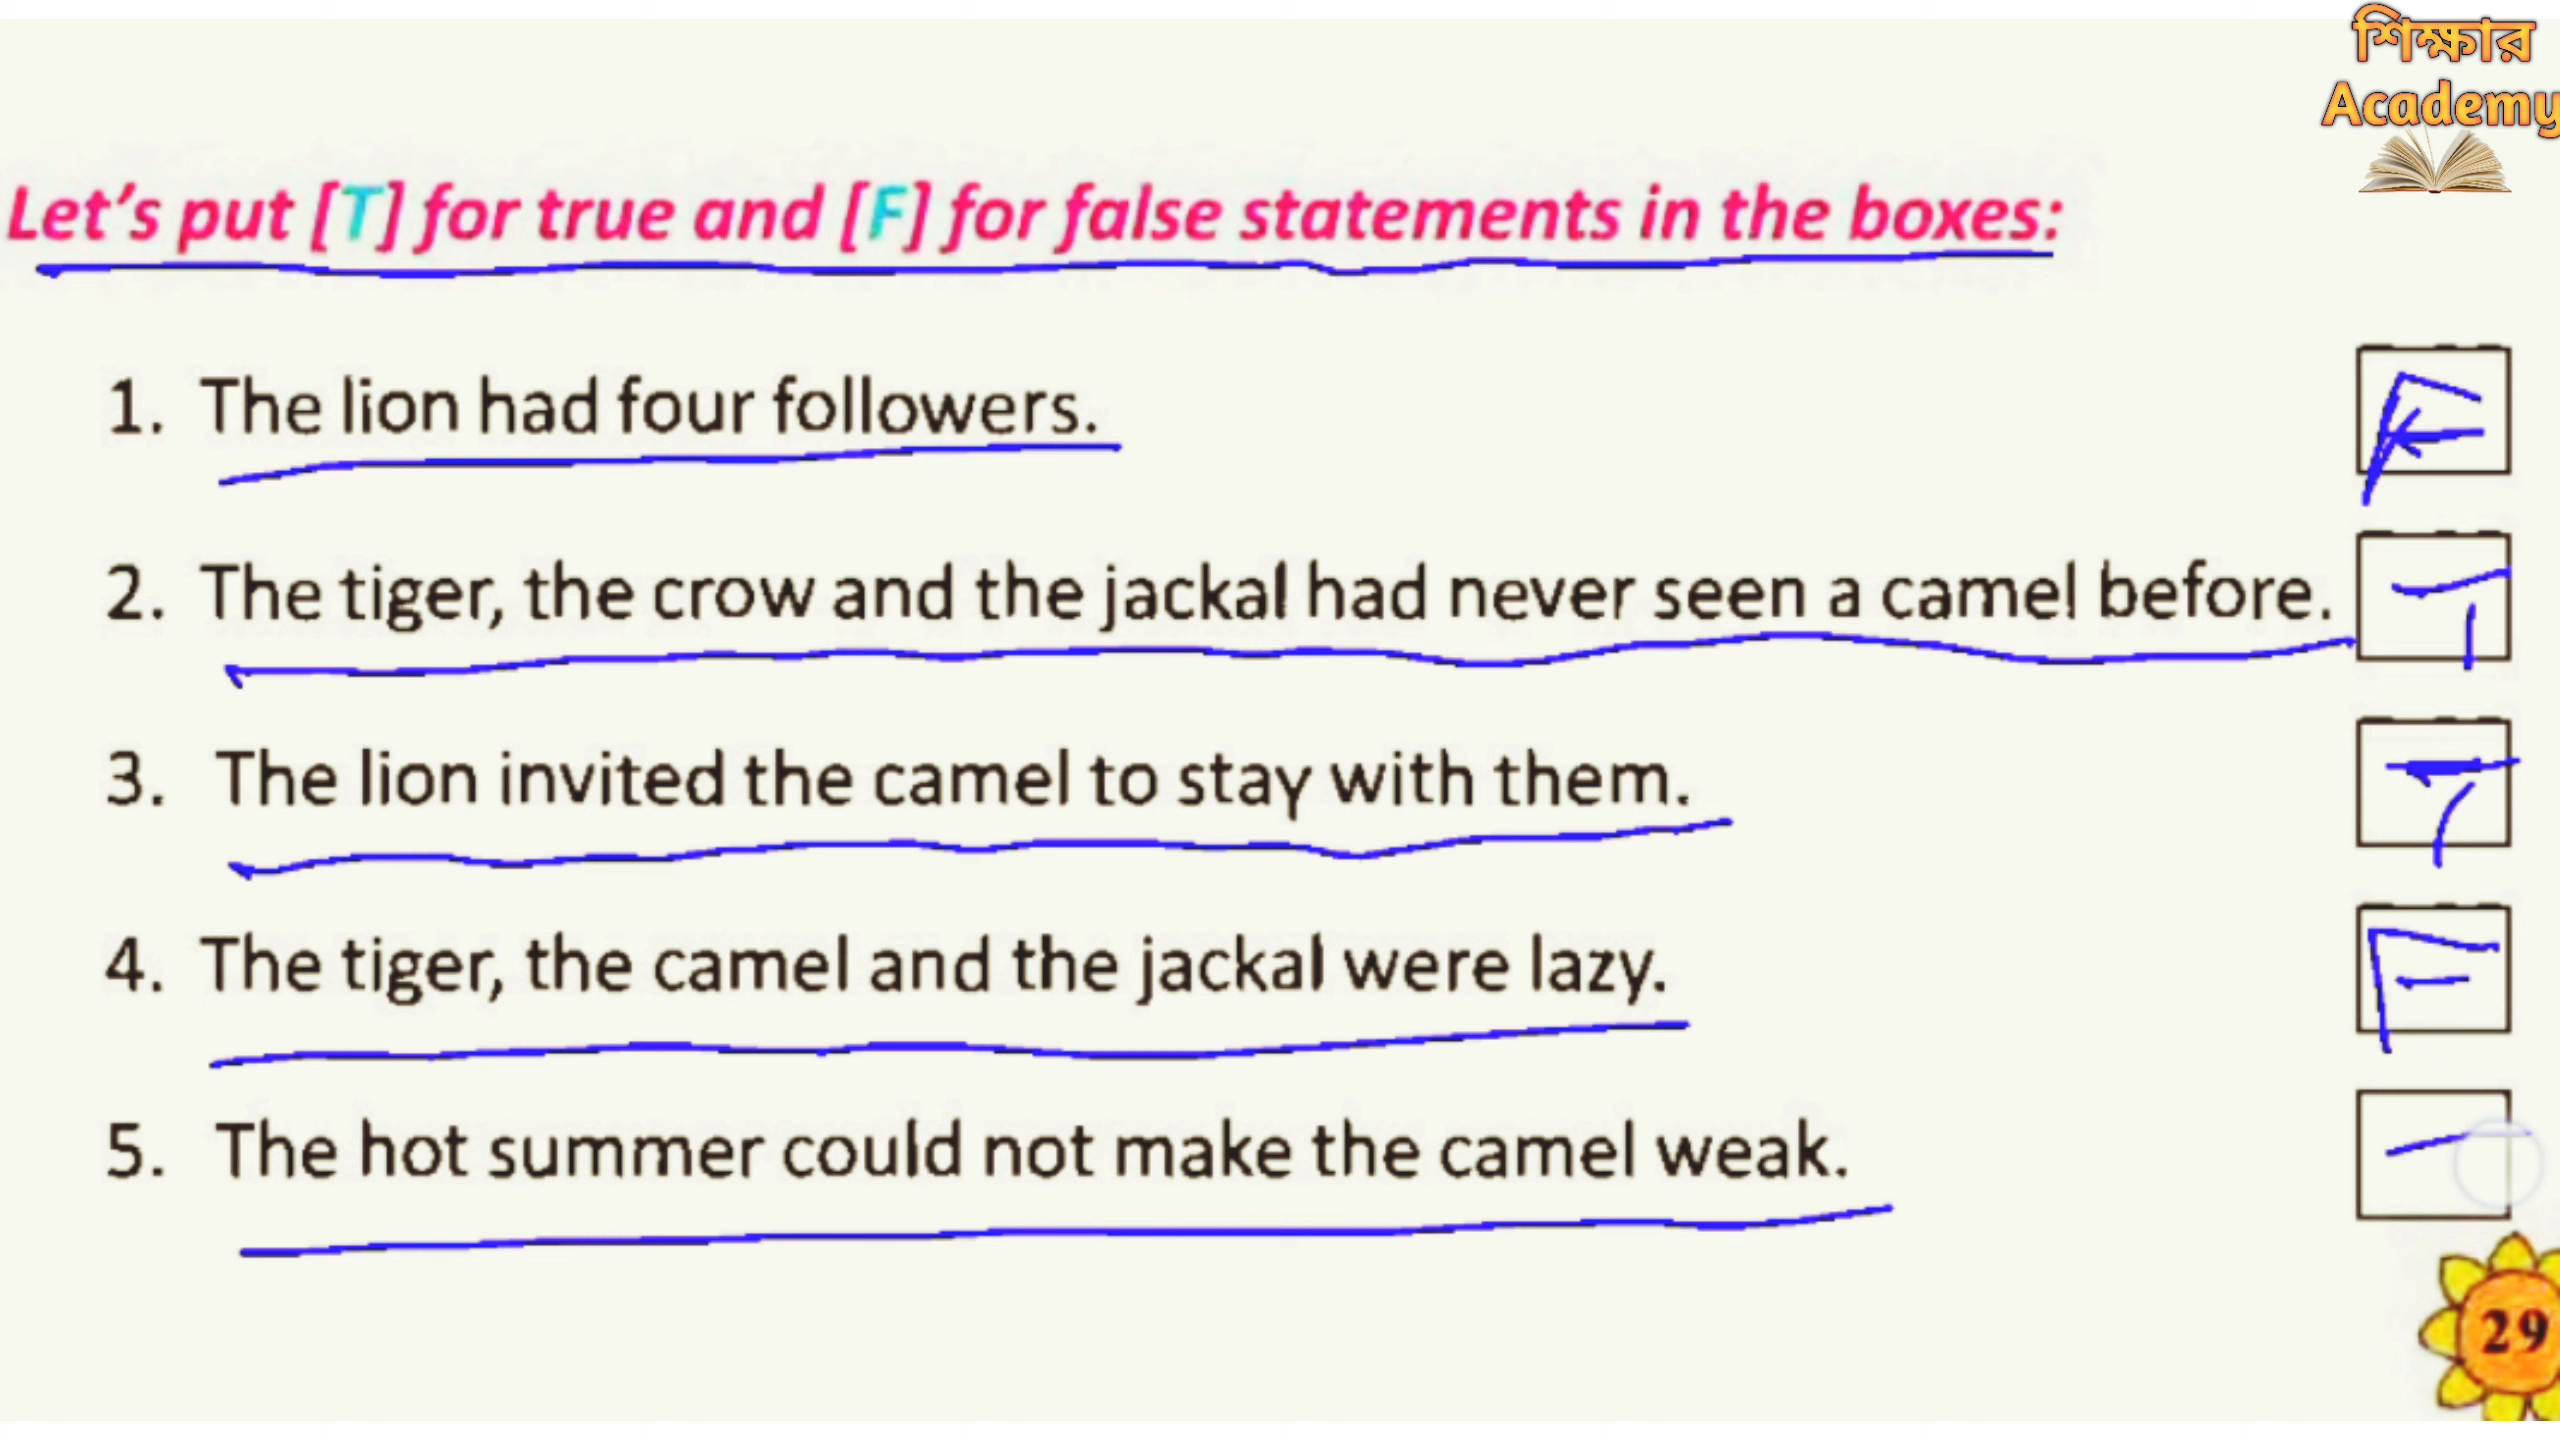 শিক্ষার
Academy
Let's put [T] for true and [F] for false statements in the boxes:
1. The lion had four followers. F
2. The tiger, the crow and the jackal had never seen a camel before. T
3. The lion invited the camel to stay with them. T
4. The tiger, the camel and the jackal were lazy. F
5. The hot summer could not make the camel weak.
29